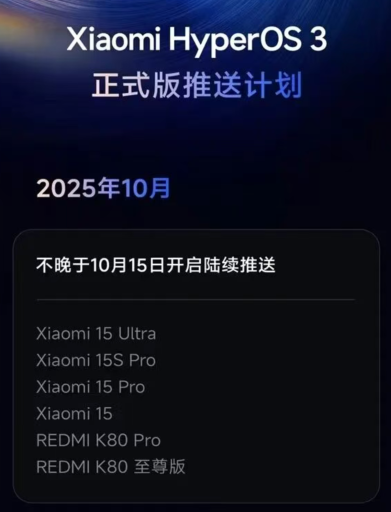 Xiaomi HyperOS 3
正式版推送计划
2025年10月
不晚于10月15日开启陆续推送
Xiaomi 15 Ultra
Xiaomi 15S Pro
Xiaomi 15 Pro
Xiaomi 15
REDMI K80 Pro
REDMI K80 至尊版